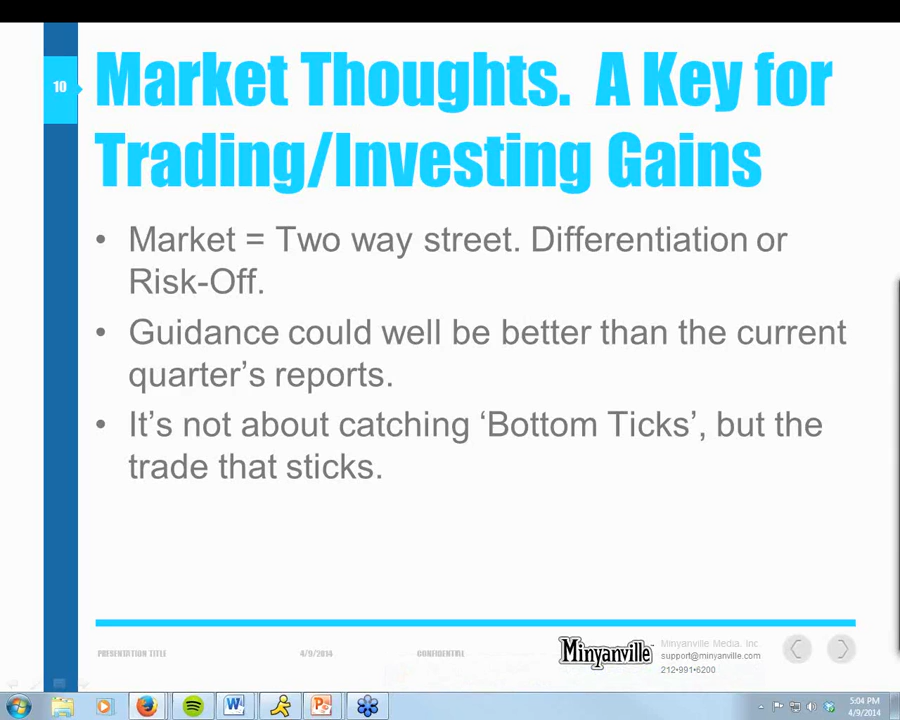 10
Market Thoughts.  A Key for
Trading/Investing Gains
• Market = Two way street. Differentiation or
Risk-Off.
• Guidance could well be better than the current
quarter’s reports.
• It’s not about catching ‘Bottom Ticks’, but the
trade that sticks.
PRESENTATION TITLE
4/9/2014
CONFIDENTIAL
Minyanville
Minyanville Media, Inc
support@minyanville.com
212•991•6200
5:04 PM
4/9/2014